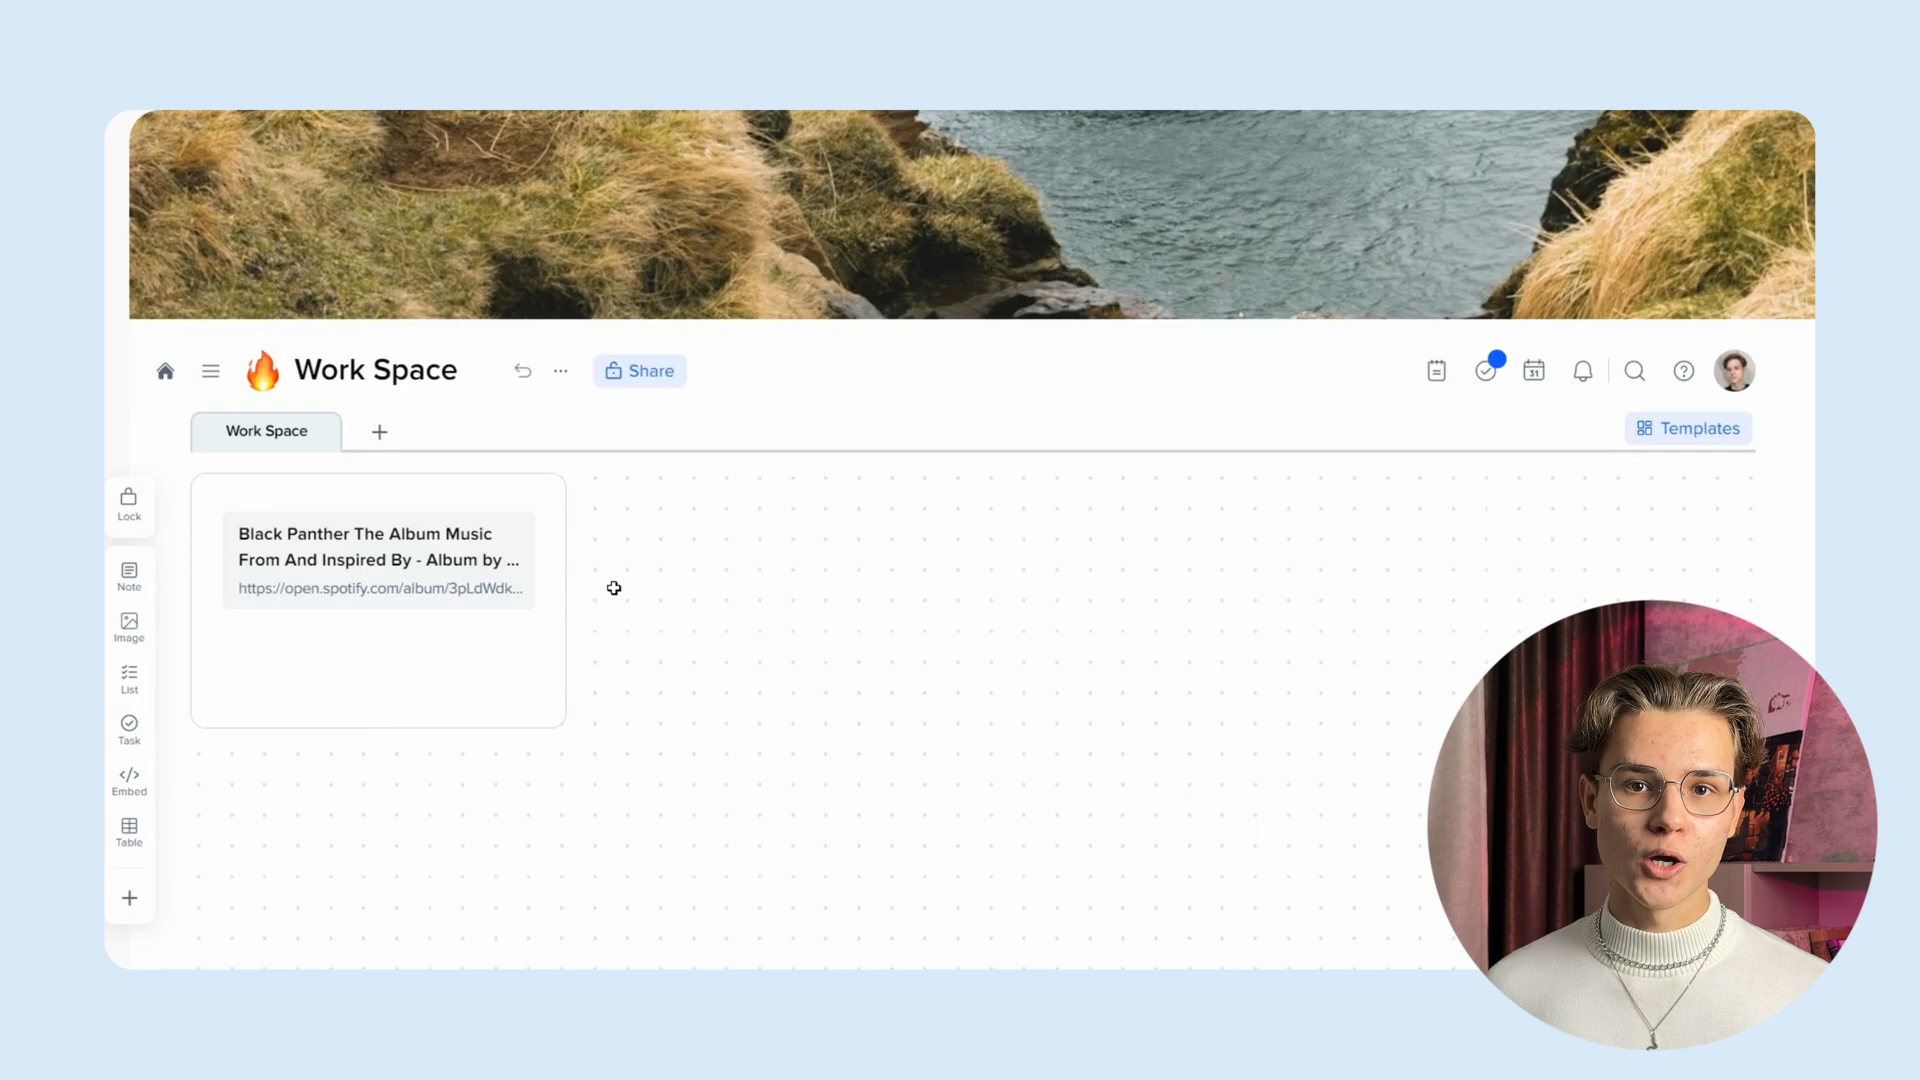 Work Space
Share
31
Work Space
Templates
Lock
Black Panther The Album Music
From And Inspired By - Album by ...
https://open.spotify.com/album/3pLdWdk...
Note
Image
List
Task
Embed
Table